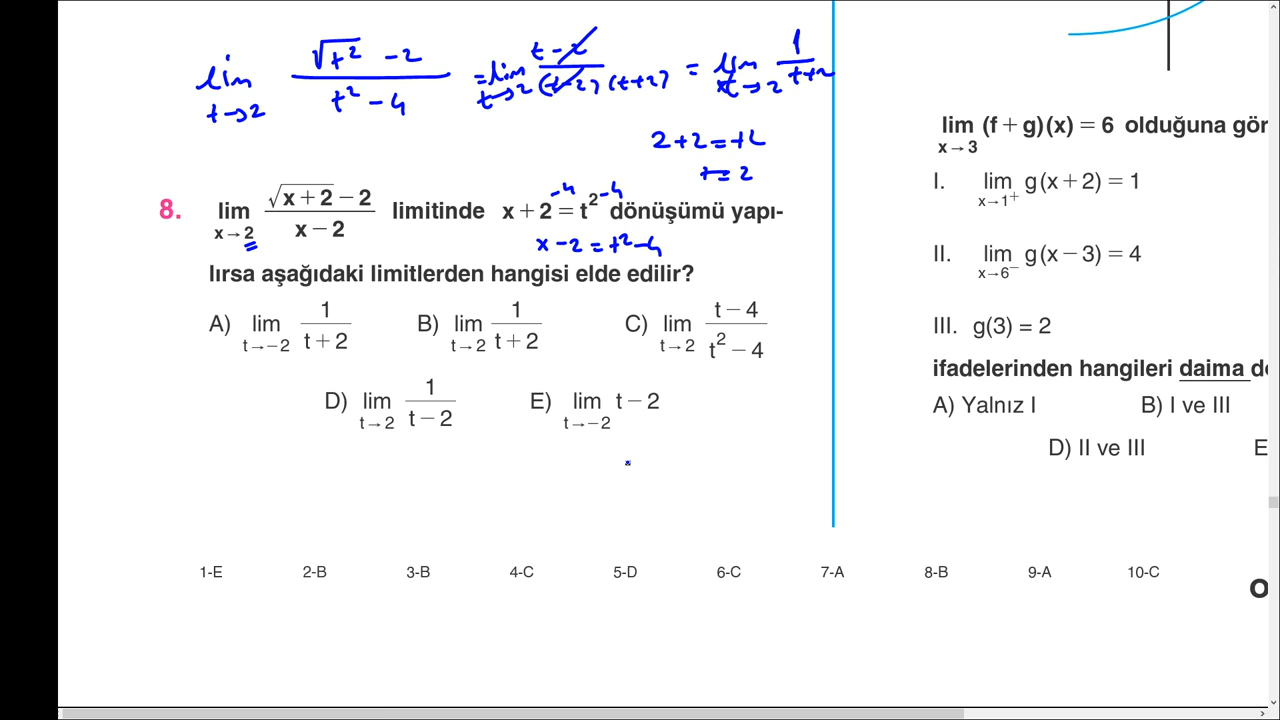 lim t→2 √t² - 2 / t² - 4 = lim t→2 t - 2 / (t-2)(t+2) = lim t→2 1 / t+2
2+2=t²
t=2
8. lim x→2 √x+2 − 2 / x − 2 limitinde x + 2 = t² dönüşümü yapı-
-4 -4
x-2 = t²-4
lırsa aşağıdaki limitlerden hangisi elde edilir?
A) lim t→−2 1 / t + 2 B) lim t→2 1 / t + 2 C) lim t→2 t − 4 / t² − 4
D) lim t→2 1 / t − 2 E) lim t→−2 t − 2
lim x→3 (f + g)(x) = 6 olduğuna gör
I. lim x→1⁺ g(x + 2) = 1
II. lim x→6⁻ g(x − 3) = 4
III. g(3) = 2
ifadelerinden hangileri daima
A) Yalnız I B) I ve III
D) II ve III E
1-E 2-B 3-B 4-C 5-D 6-C 7-A 8-B 9-A 10-C